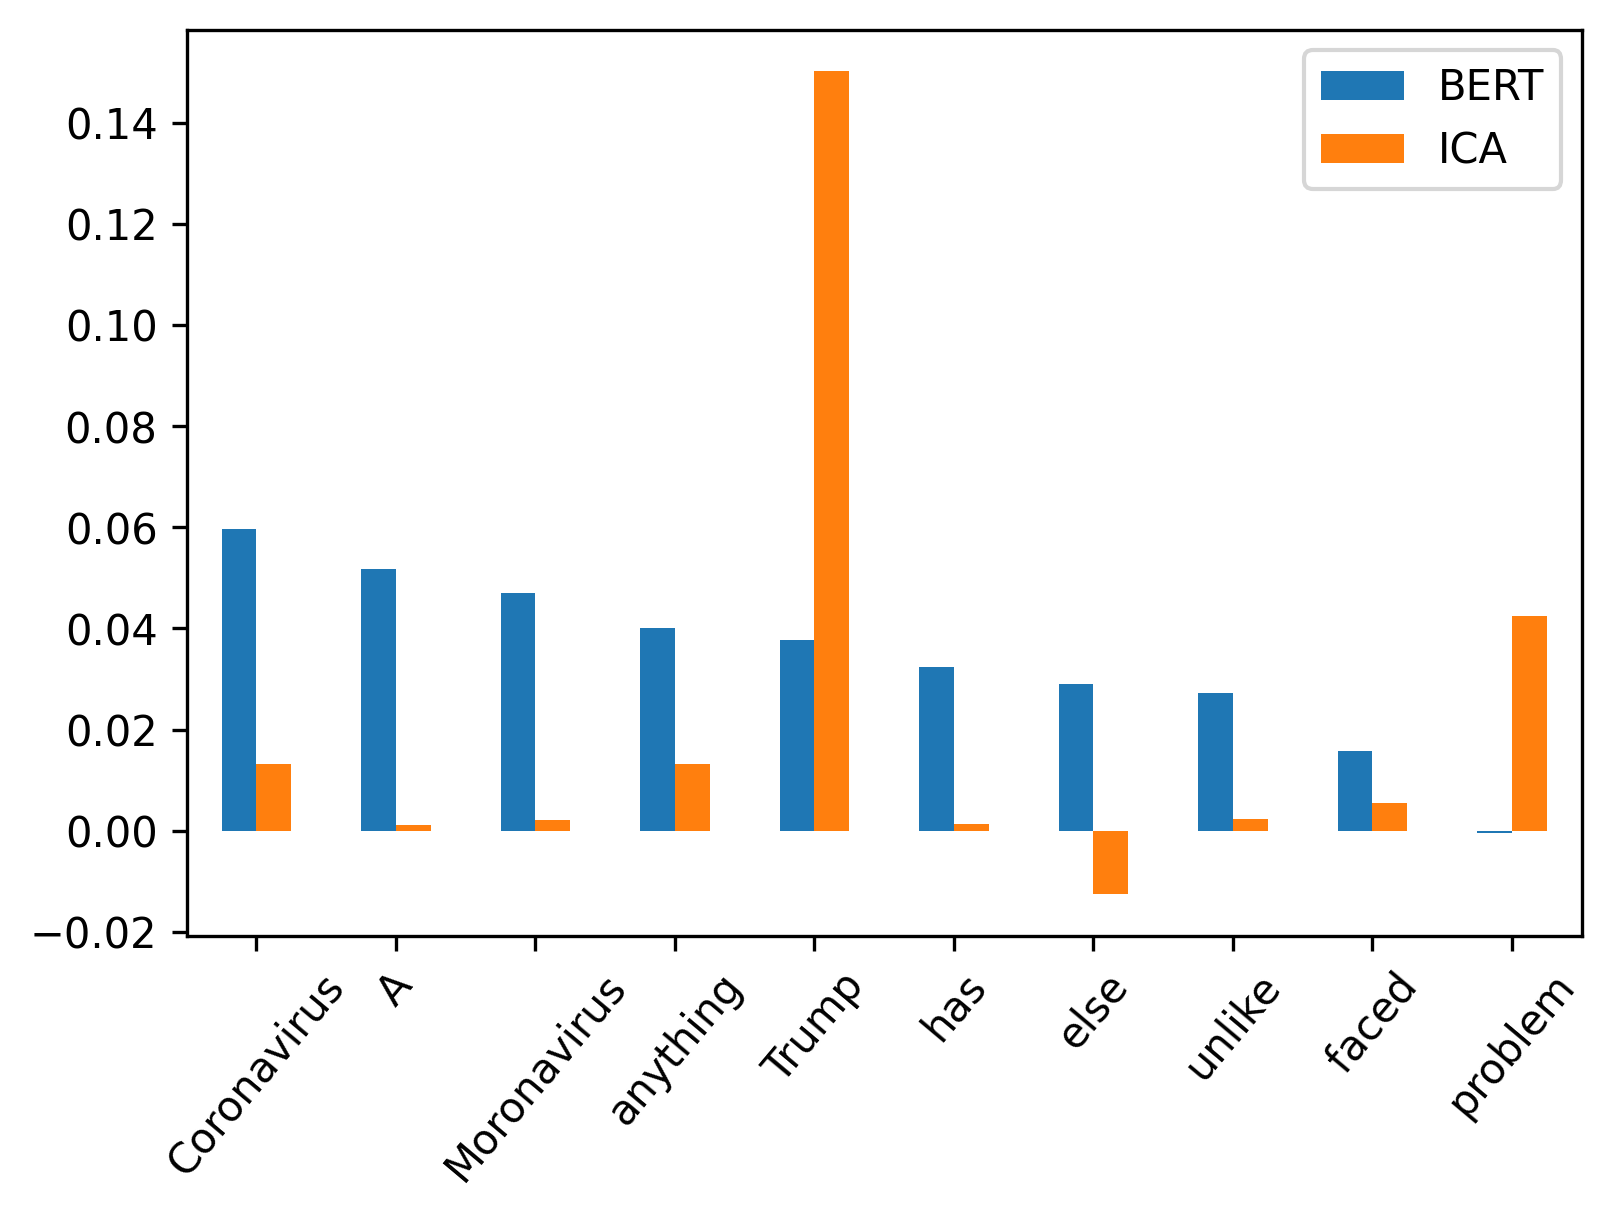 BERT
ICA
0.14
0.12
0.10
0.08
0.06
0.04
0.02
0.00
−0.02
Coronavirus
A
Moronavirus
anything
Trump
has
else
unlike
faced
problem